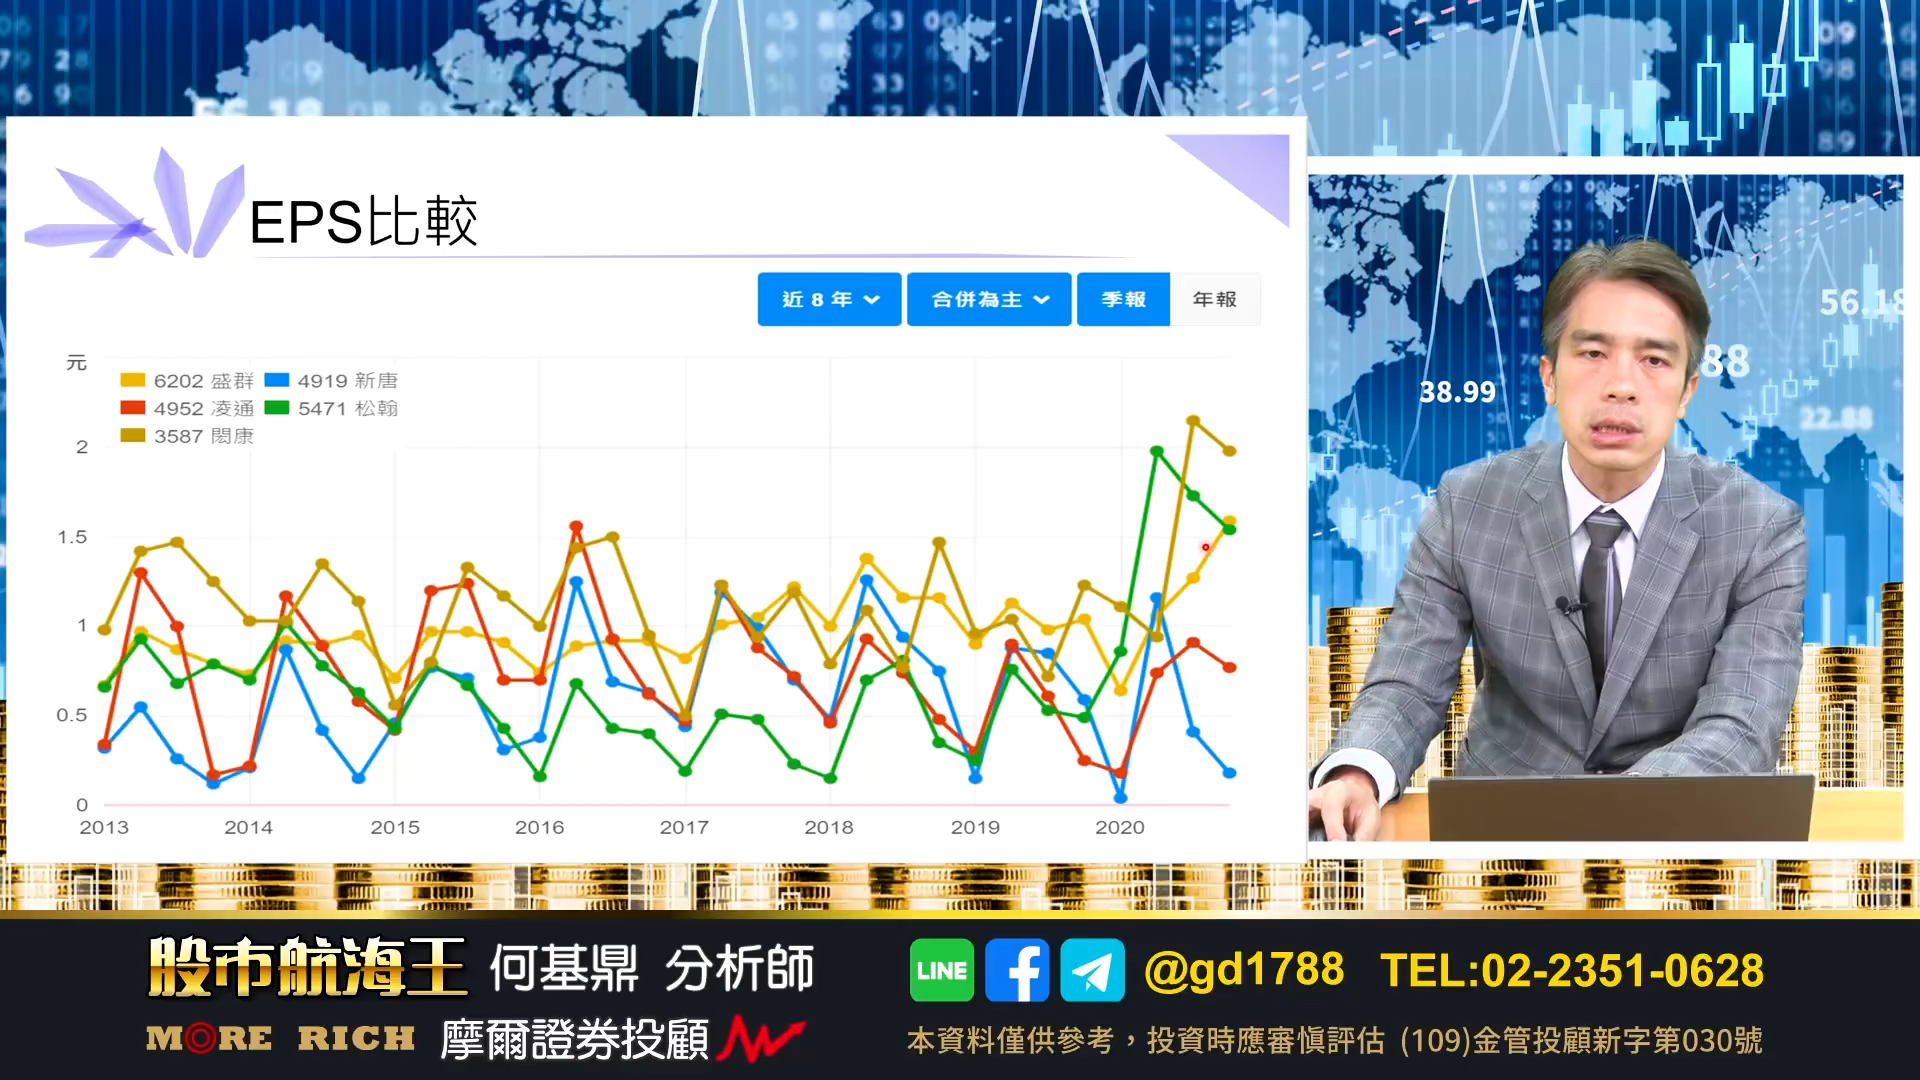 EPS比較
近 8 年
合併為主
季報
年報
元
6202 盛群
4919 新唐
4952 凌通
5471 松翰
3587 閎康
2
1.5
1
0.5
0
2013
2014
2015
2016
2017
2018
2019
2020
56.18
88
38.99
22.88
股市航海王 何基鼎 分析師
MORE RICH 摩爾證券投顧
LINE
@gd1788 TEL:02-2351-0628
本資料僅供參考，投資時應審慎評估 (109)金管投顧新字第030號